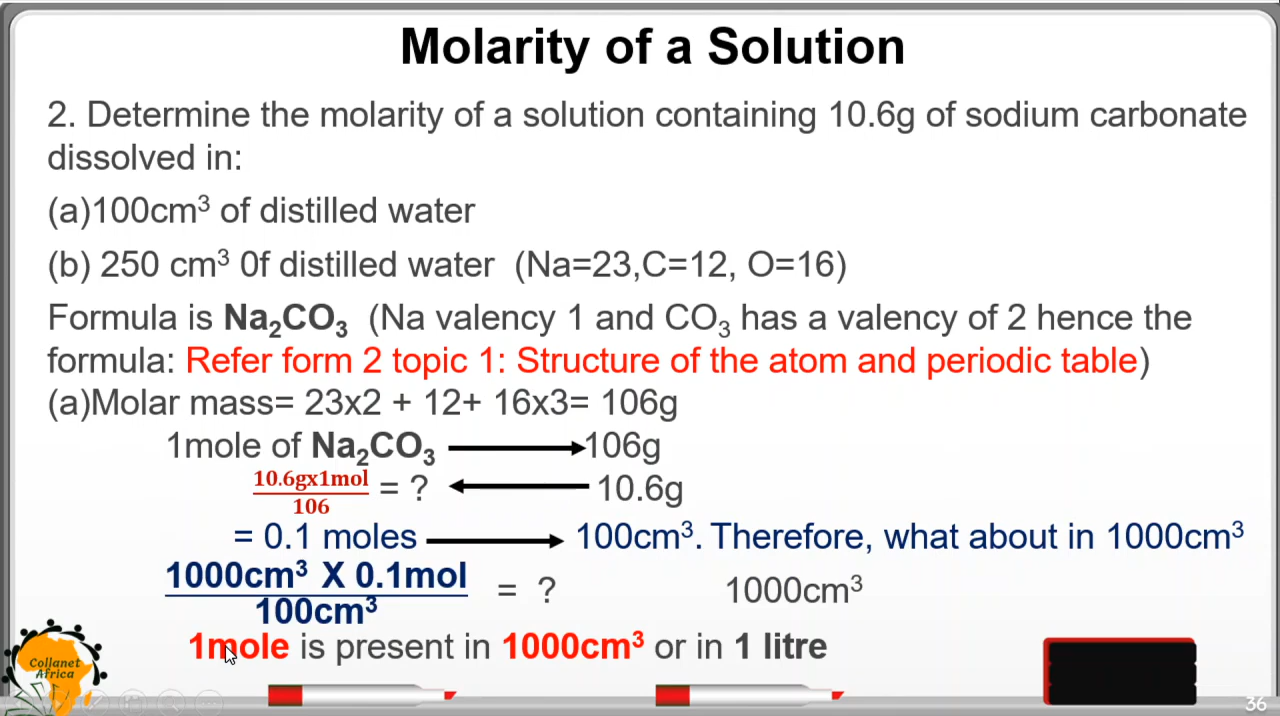 Molarity of a Solution
2. Determine the molarity of a solution containing 10.6g of sodium carbonate
dissolved in:
(a)100cm³ of distilled water
(b) 250 cm³ 0f distilled water (Na=23,C=12, O=16)
Formula is Na₂CO₃ (Na valency 1 and CO₃ has a valency of 2 hence the
formula: Refer form 2 topic 1: Structure of the atom and periodic table)
(a)Molar mass= 23x2 + 12+ 16x3= 106g
1mole of Na₂CO₃ ⟶ 106g
10.6gx1mol/106 = ? ⟵ 10.6g
= 0.1 moles ⟶ 100cm³. Therefore, what about in 1000cm³
1000cm³ X 0.1mol/100cm³ = ? 1000cm³
1mole is present in 1000cm³ or in 1 litre
Collanet
Africa
36